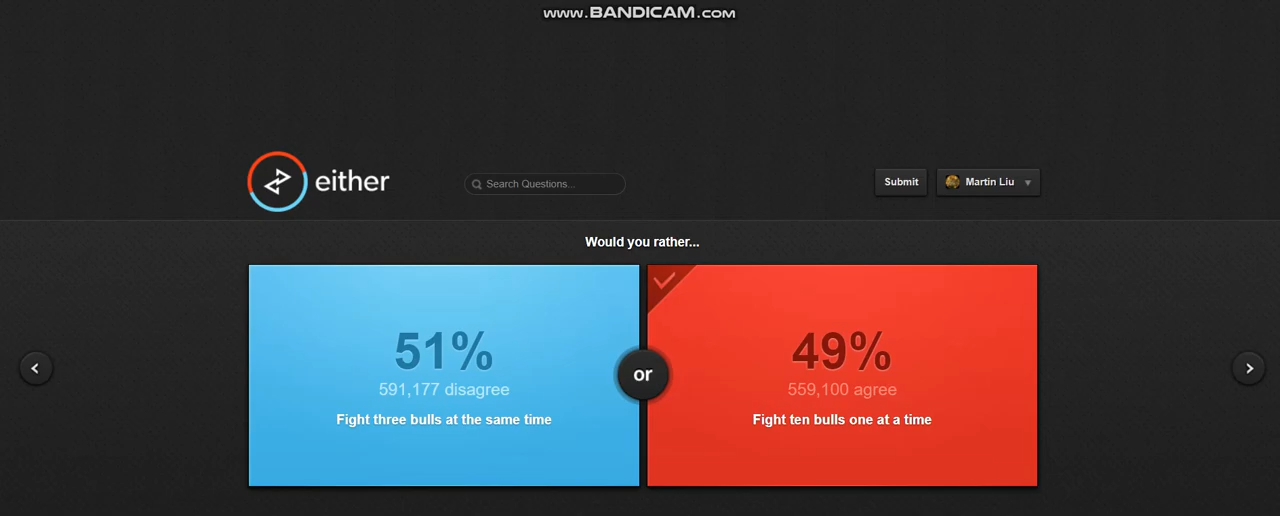 www.BANDICAM.com
either
Search Questions...
Submit
Martin Liu
Would you rather...
51%
591,177 disagree
Fight three bulls at the same time
or
49%
559,100 agree
Fight ten bulls one at a time